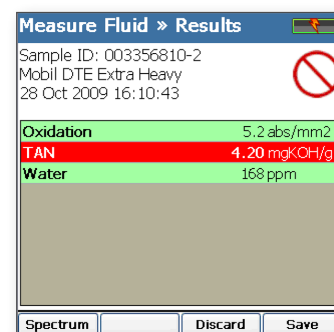 Measure Fluid » Results
Sample ID: 003356810-2
Mobil DTE Extra Heavy
28 Oct 2009 16:10:43
Oxidation 5.2 abs/mm2
TAN 4.20 mgKOH/g
Water 168 ppm
Spectrum Discard Save